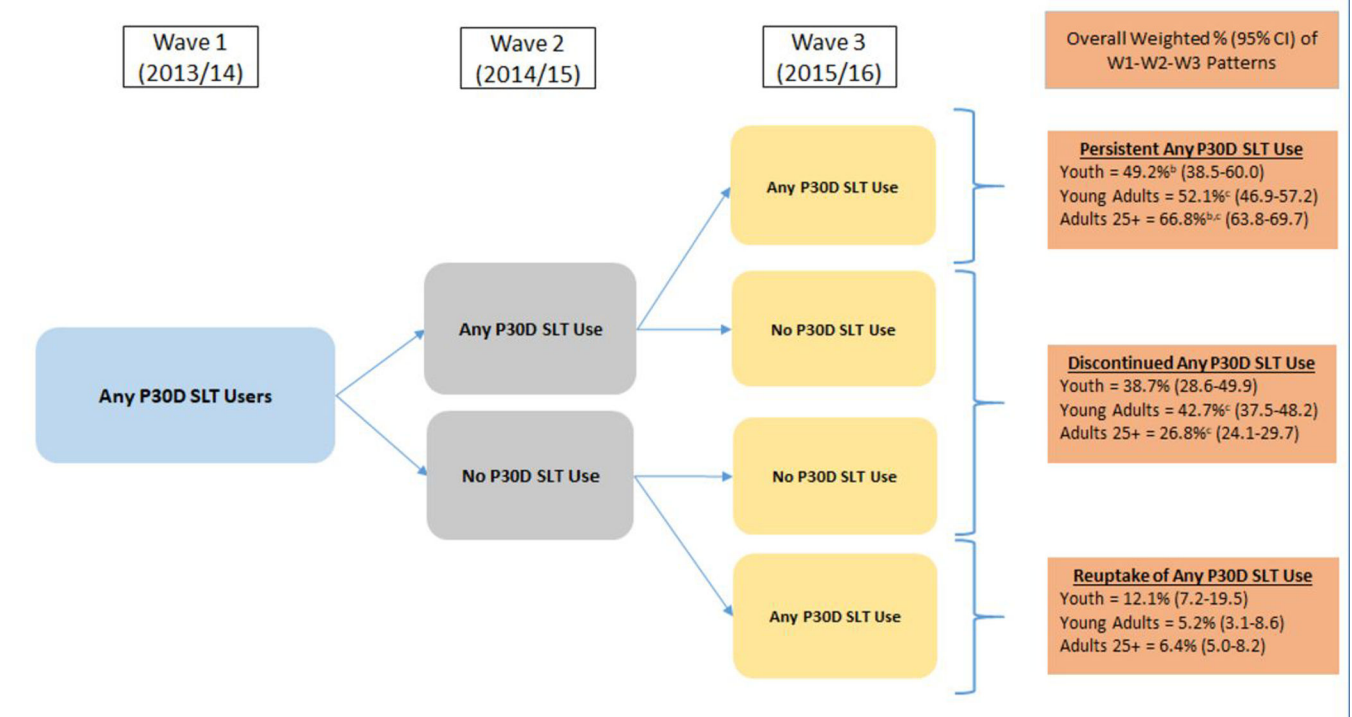 Wave 1
(2013/14)
Wave 2
(2014/15)
Wave 3
(2015/16)
Overall Weighted % (95% CI) of
W1-W2-W3 Patterns
Any P30D SLT Users
Any P30D SLT Use
No P30D SLT Use
Any P30D SLT Use
No P30D SLT Use
No P30D SLT Use
Any P30D SLT Use
Persistent Any P30D SLT Use
Youth = 49.2%ᵇ (38.5-60.0)
Young Adults = 52.1%ᶜ (46.9-57.2)
Adults 25+ = 66.8%ᵇ,ᶜ (63.8-69.7)
Discontinued Any P30D SLT Use
Youth = 38.7% (28.6-49.9)
Young Adults = 42.7%ᶜ (37.5-48.2)
Adults 25+ = 26.8%ᶜ (24.1-29.7)
Reuptake of Any P30D SLT Use
Youth = 12.1% (7.2-19.5)
Young Adults = 5.2% (3.1-8.6)
Adults 25+ = 6.4% (5.0-8.2)